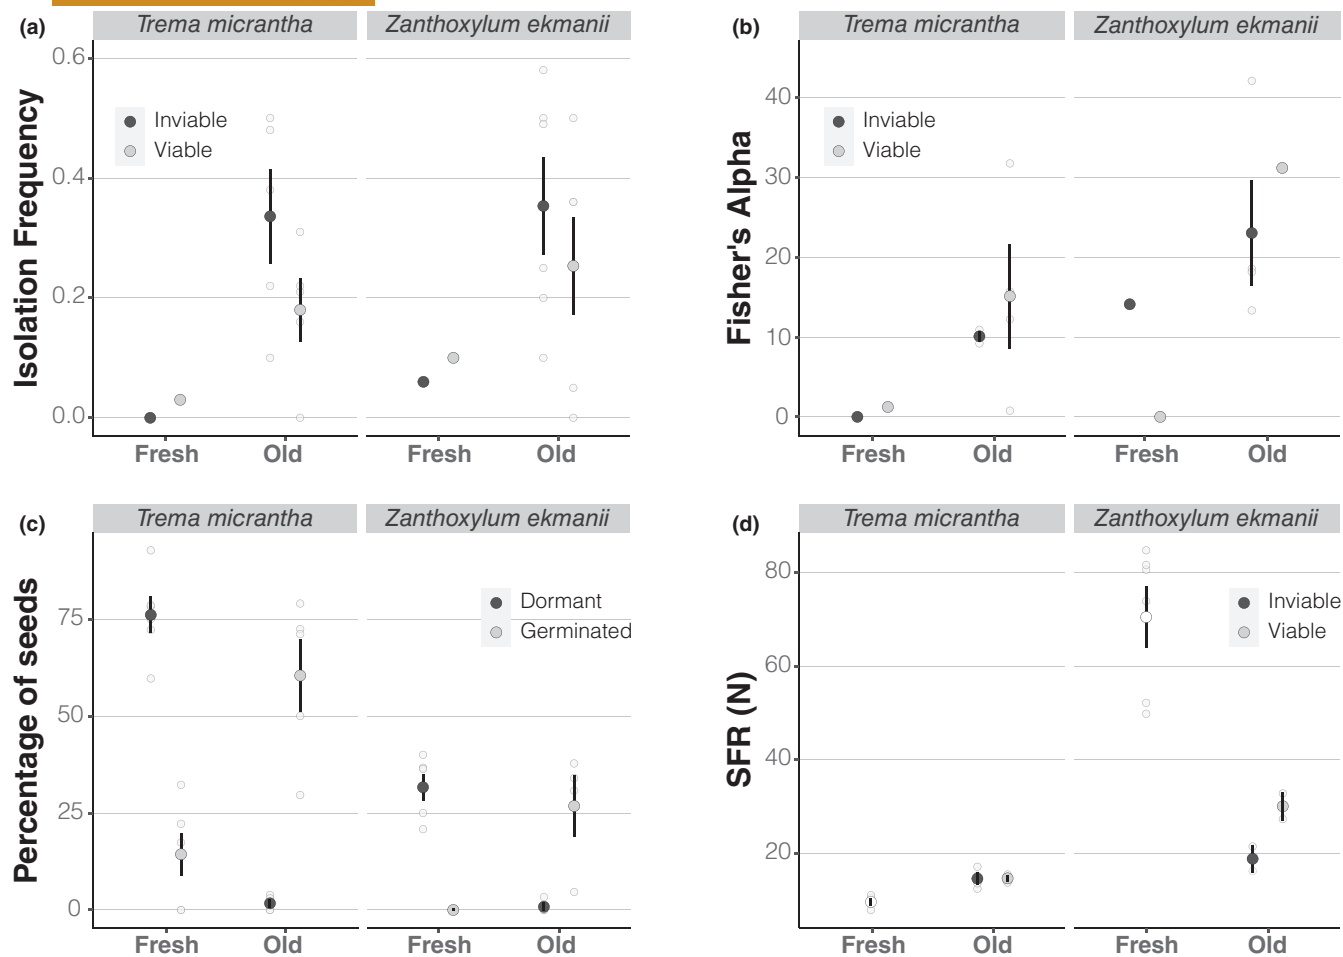 (a)
Trema micrantha
Zanthoxylum ekmanii
0.6
0.4
0.2
0.0
Isolation Frequency
Inviable
Viable
Fresh
Old
Fresh
Old
(b)
Trema micrantha
Zanthoxylum ekmanii
40
30
20
10
0
Fisher's Alpha
Inviable
Viable
Fresh
Old
Fresh
Old
(c)
Trema micrantha
Zanthoxylum ekmanii
75
50
25
0
Percentage of seeds
Dormant
Germinated
Fresh
Old
Fresh
Old
(d)
Trema micrantha
Zanthoxylum ekmanii
80
60
40
20
SFR (N)
Inviable
Viable
Fresh
Old
Fresh
Old